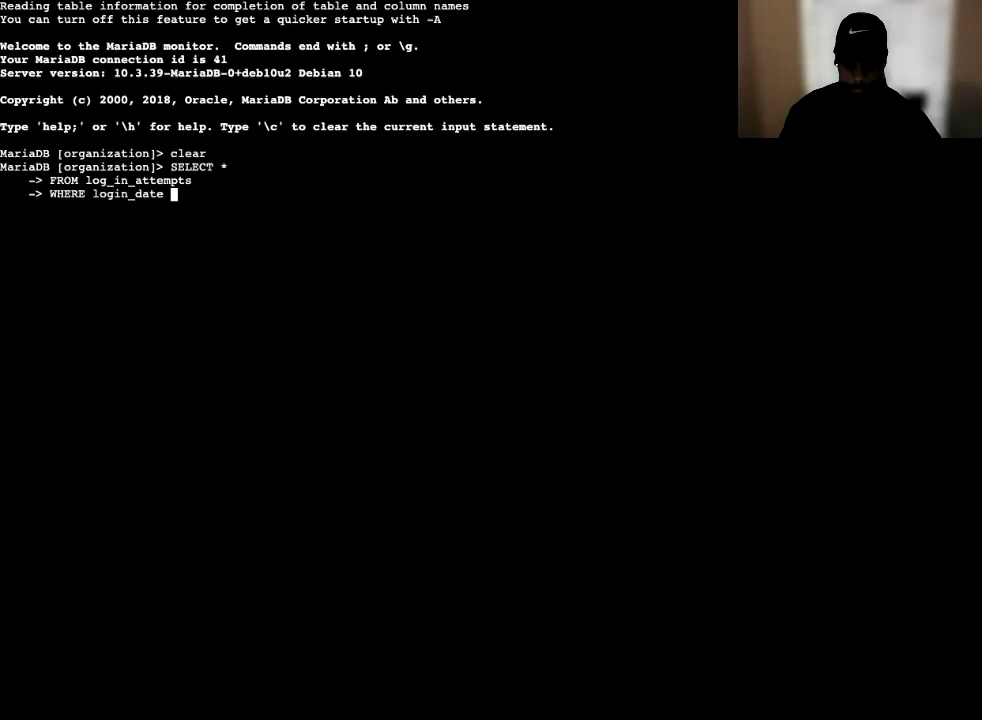 Reading table information for completion of table and column names
You can turn off this feature to get a quicker startup with -A
Welcome to the MariaDB monitor.  Commands end with ; or \g.
Your MariaDB connection id is 41
Server version: 10.3.39-MariaDB-0+deb10u2 Debian 10
Copyright (c) 2000, 2018, Oracle, MariaDB Corporation Ab and others.
Type 'help;' or '\h' for help. Type '\c' to clear the current input statement.
MariaDB [organization]> clear
MariaDB [organization]> SELECT *
    -> FROM log_in_attempts
    -> WHERE login_date